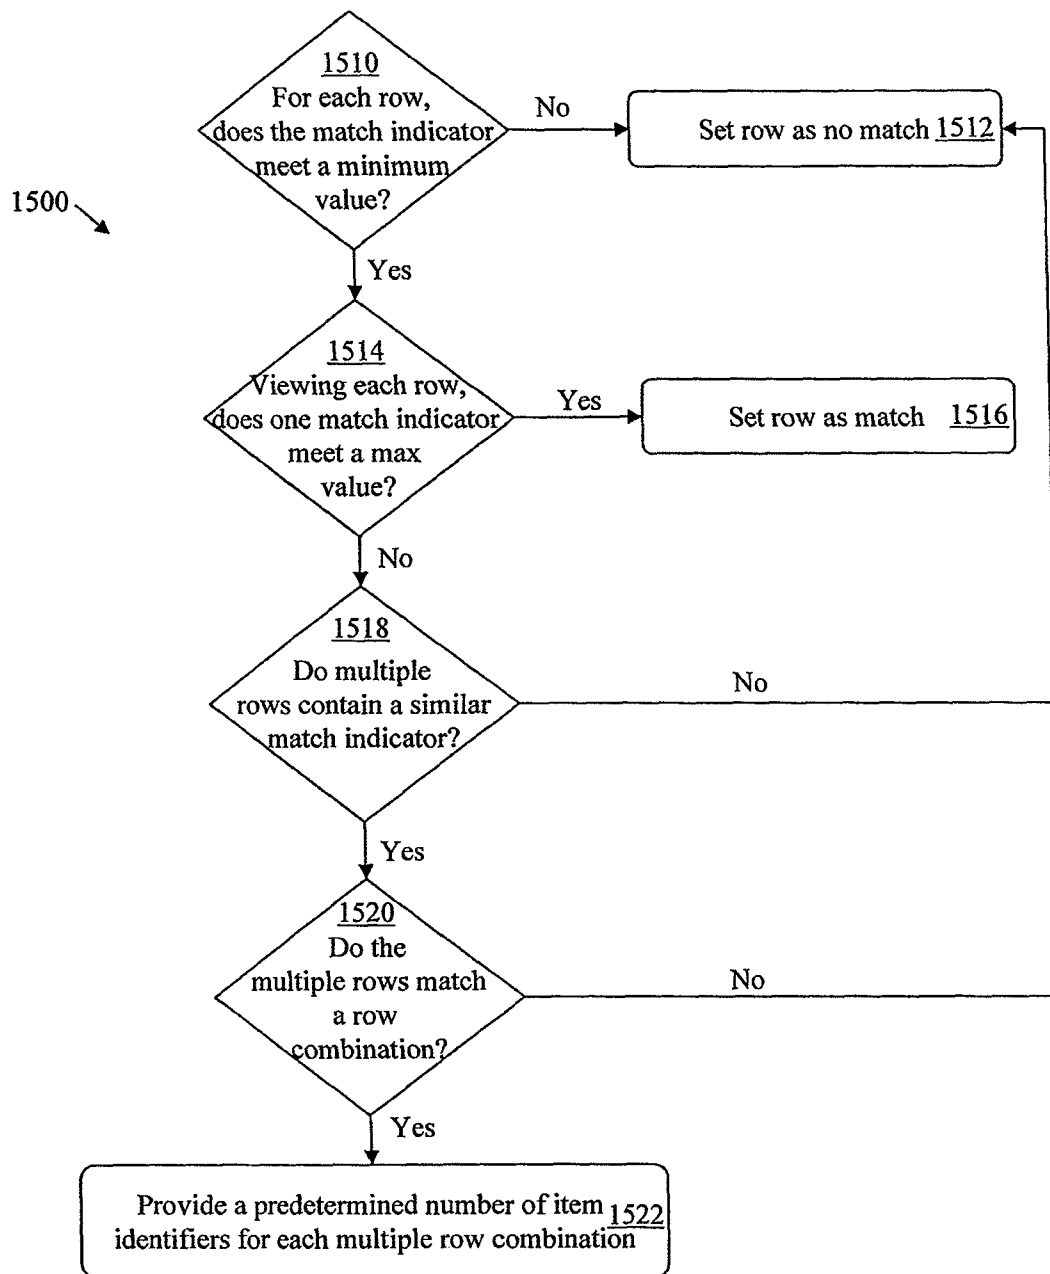 1510
For each row,
does the match indicator
meet a minimum
value?
No
Set row as no match 1512
1500
Yes
1514
Viewing each row,
does one match indicator
meet a max
value?
Yes
Set row as match 1516
No
1518
Do multiple
rows contain a similar
match indicator?
No
Yes
1520
Do the
multiple rows match
a row
combination?
No
Yes
Provide a predetermined number of item
identifiers for each multiple row combination 1522